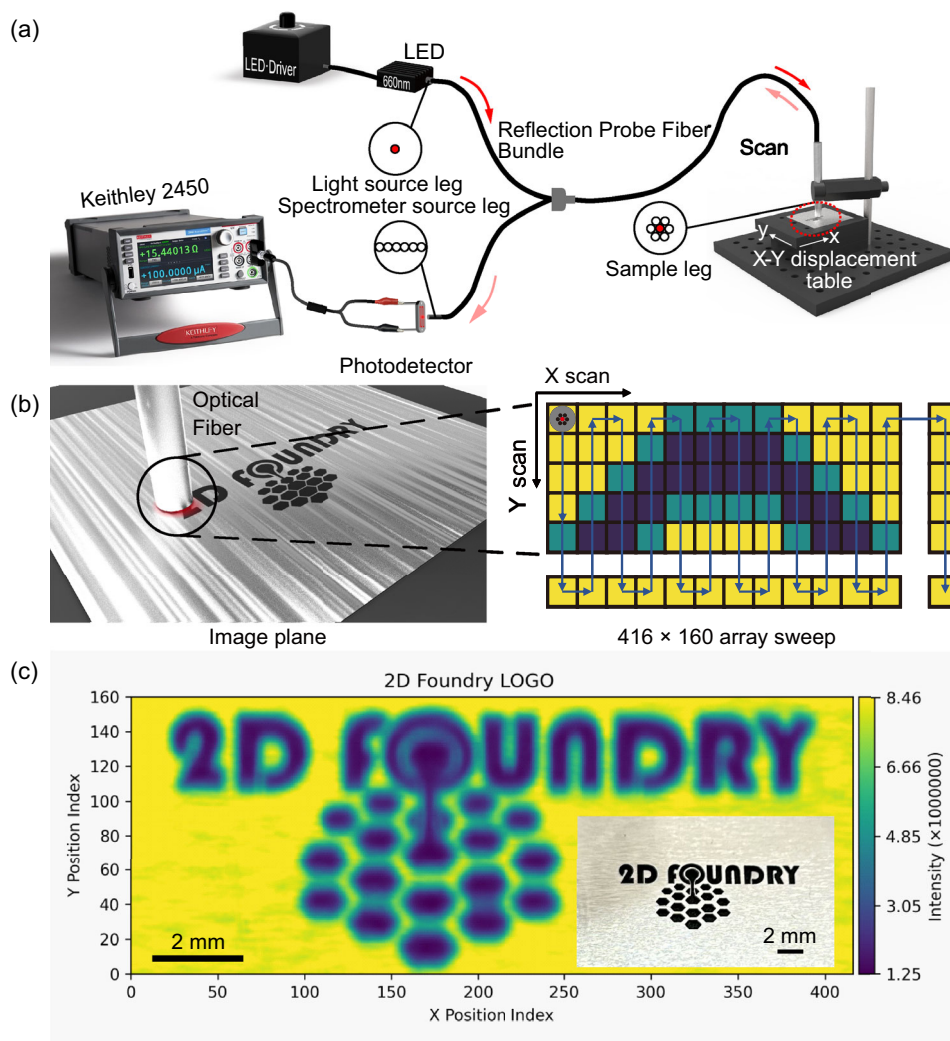 (a)
LED·Driver
LED
660nm
Reflection Probe Fiber
Bundle
Light source leg
Spectrometer source leg
Scan
Keithley 2450
+15.44013 Ω
+100.0000 µA
KEITHLEY
Sample leg
y
x
X-Y displacement
table
Photodetector
(b)
Optical
Fiber
2D FOUNDRY
X scan
Y scan
Image plane
416 × 160 array sweep
(c)
2D Foundry LOGO
160
140
120
100
80
60
40
20
0
Y Position Index
2D FOUNDRY
2 mm
2D FOUNDRY
2 mm
0
50
100
150
200
250
300
350
400
X Position Index
8.46
6.66
4.85
3.05
1.25
Intensity (×1000000)